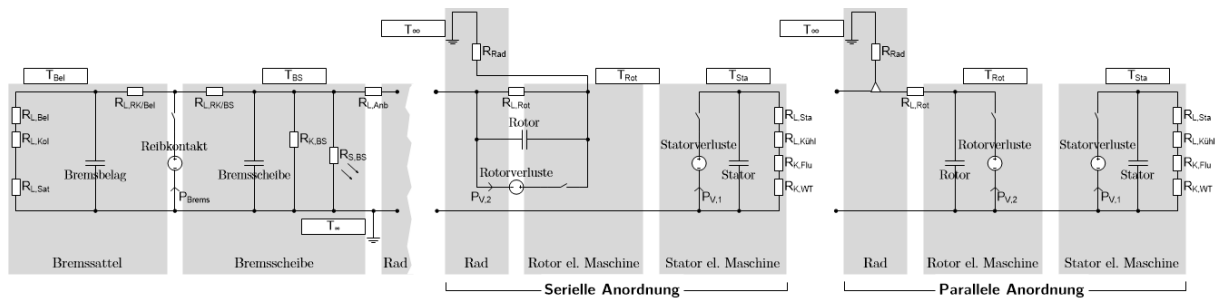 T∞
T∞
T_Bel
T_BS
R_Rad
T_Rot
T_Sta
R_Rad
T_Rot
T_Sta
R_L,RK/Bel
R_L,RK/BS
R_L,Anb
R_L,Rot
R_L,Rot
R_L,Bel
R_L,Kol
R_L,Sat
Bremsbelag
Reibkontakt
P_Brems
Bremsscheibe
R_K,BS
R_S,BS
T∞
Rotor
Rotorverluste
P_V,2
Statorverluste
P_V,1
Stator
R_L,Sta
R_L,Kühl
R_K,Flu
R_K,WT
Rotor
Rotorverluste
P_V,2
Statorverluste
P_V,1
Stator
R_L,Sta
R_L,Kühl
R_K,Flu
R_K,WT
Bremssattel
Bremsscheibe
Rad
Rad
Rotor el. Maschine
Stator el. Maschine
Rad
Rotor el. Maschine
Stator el. Maschine
Serielle Anordnung
Parallele Anordnung